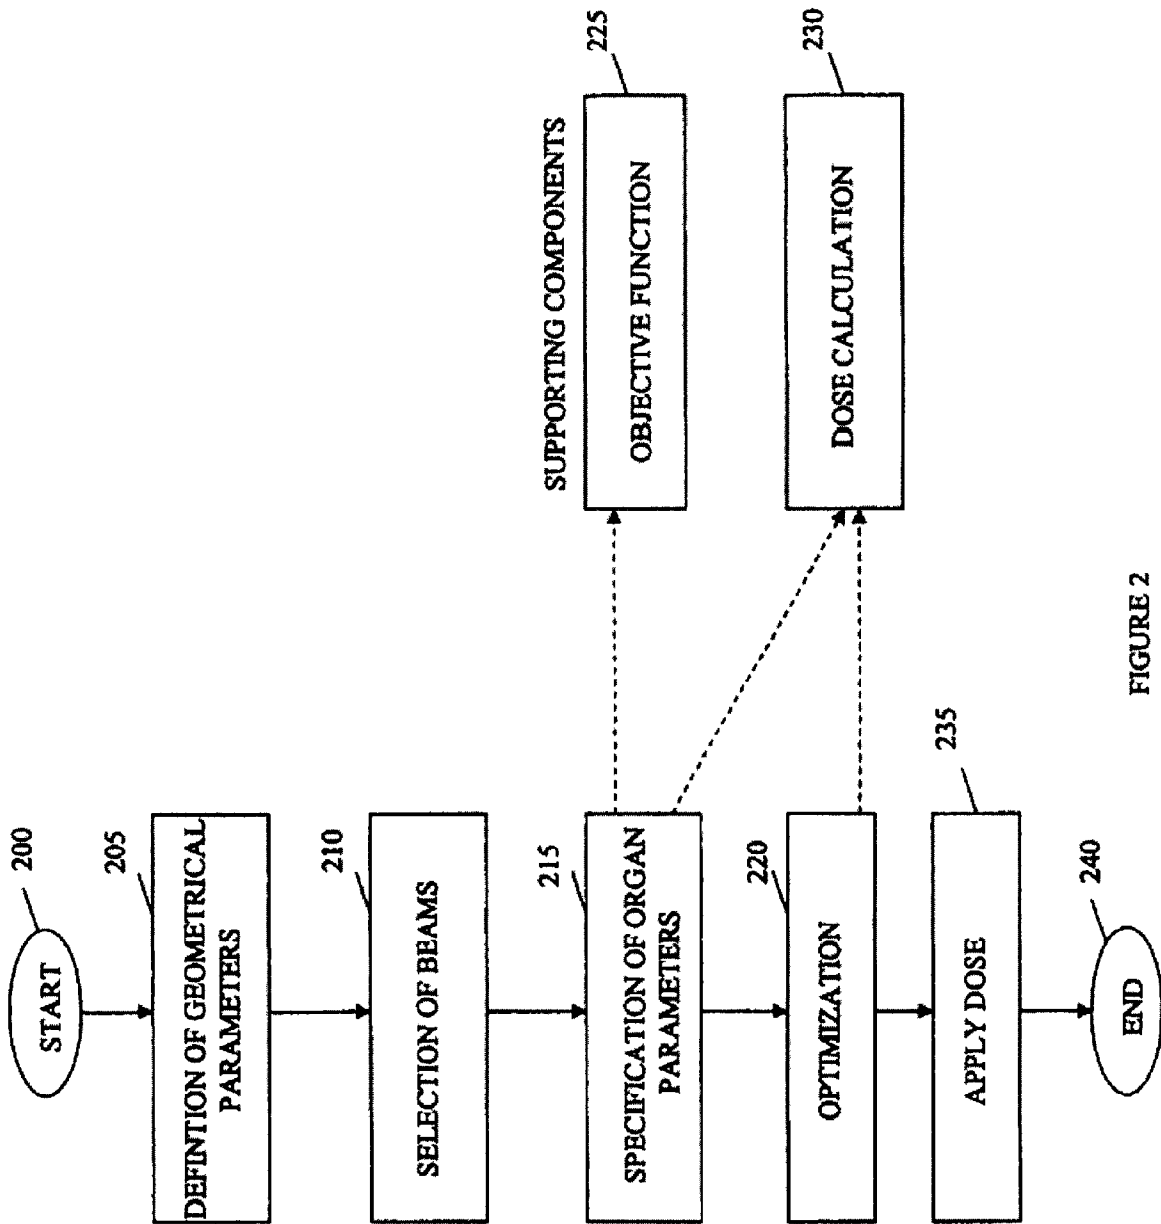 200
START
205
DEFINTION OF GEOMETRICAL
PARAMETERS
210
SELECTION OF BEAMS
215
SPECIFICATION OF ORGAN
PARAMETERS
220
OPTIMIZATION
235
APPLY DOSE
240
END
SUPPORTING COMPONENTS
225
OBJECTIVE FUNCTION
230
DOSE CALCULATION
FIGURE 2